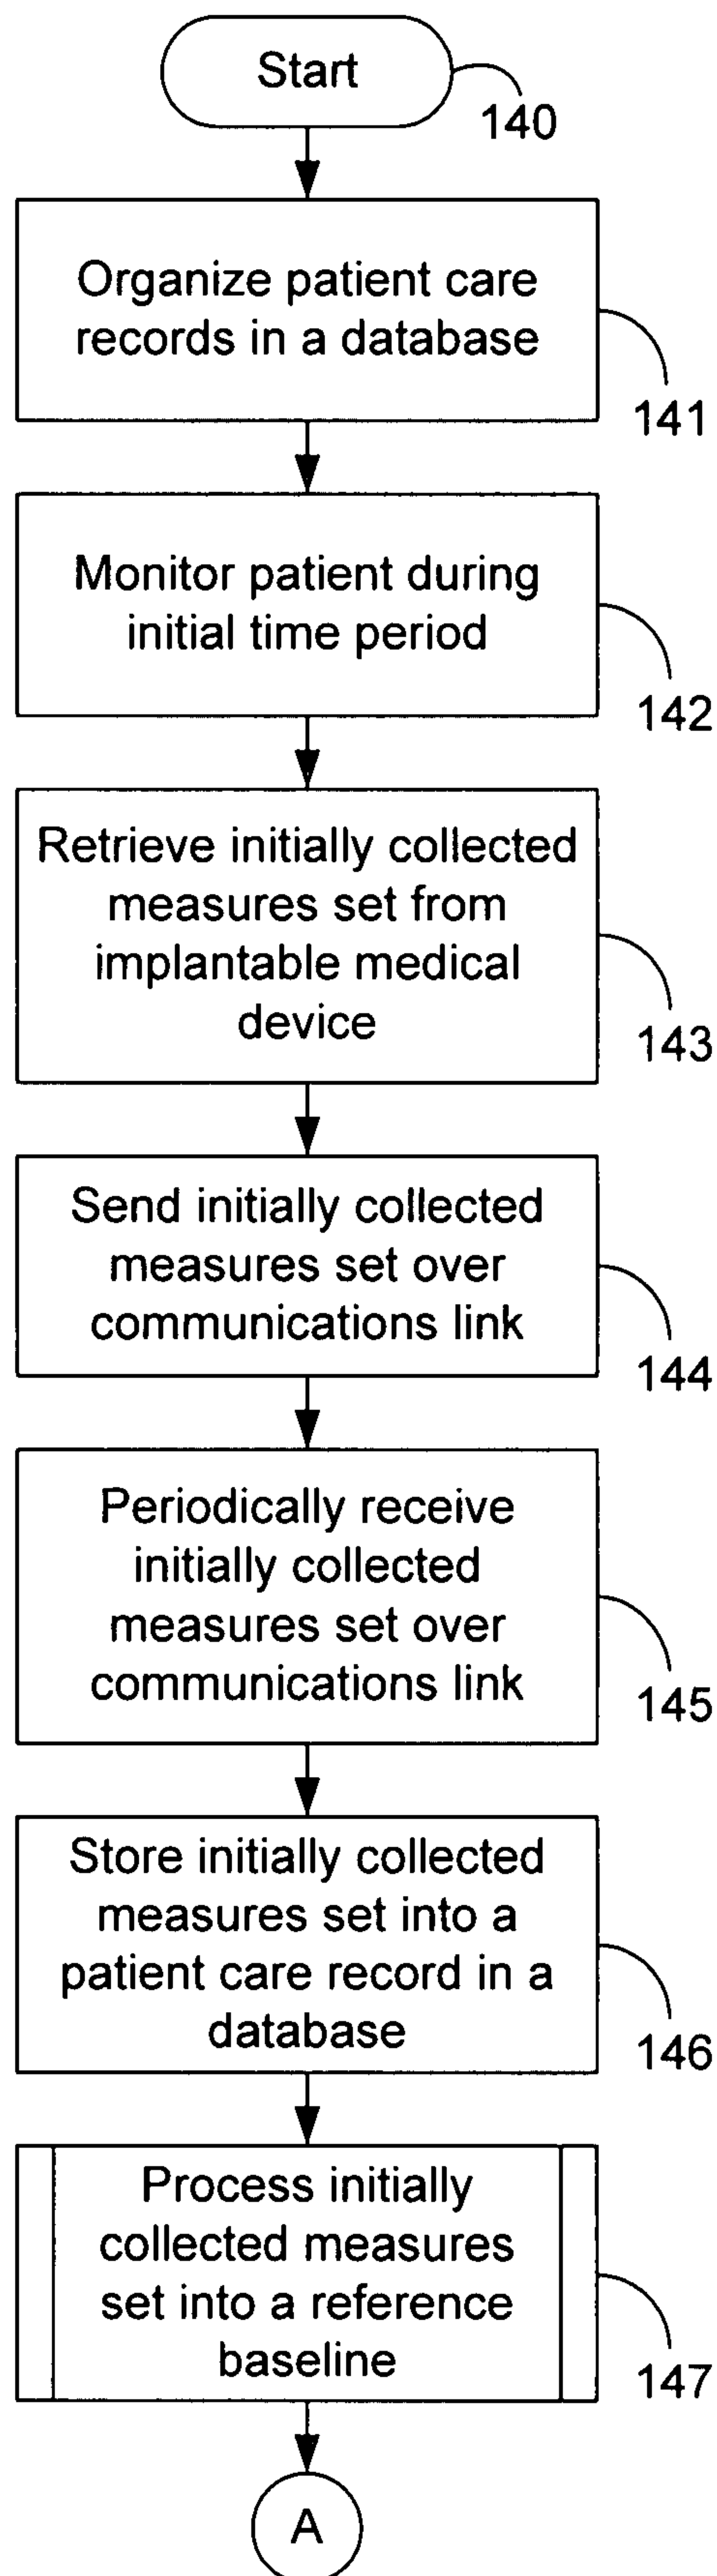 Start
140
Organize patient care
records in a database
141
Monitor patient during
initial time period
142
Retrieve initially collected
measures set from
implantable medical
device
143
Send initially collected
measures set over
communications link
144
Periodically receive
initially collected
measures set over
communications link
145
Store initially collected
measures set into a
patient care record in a
database
146
Process initially
collected measures
set into a reference
baseline
147
A